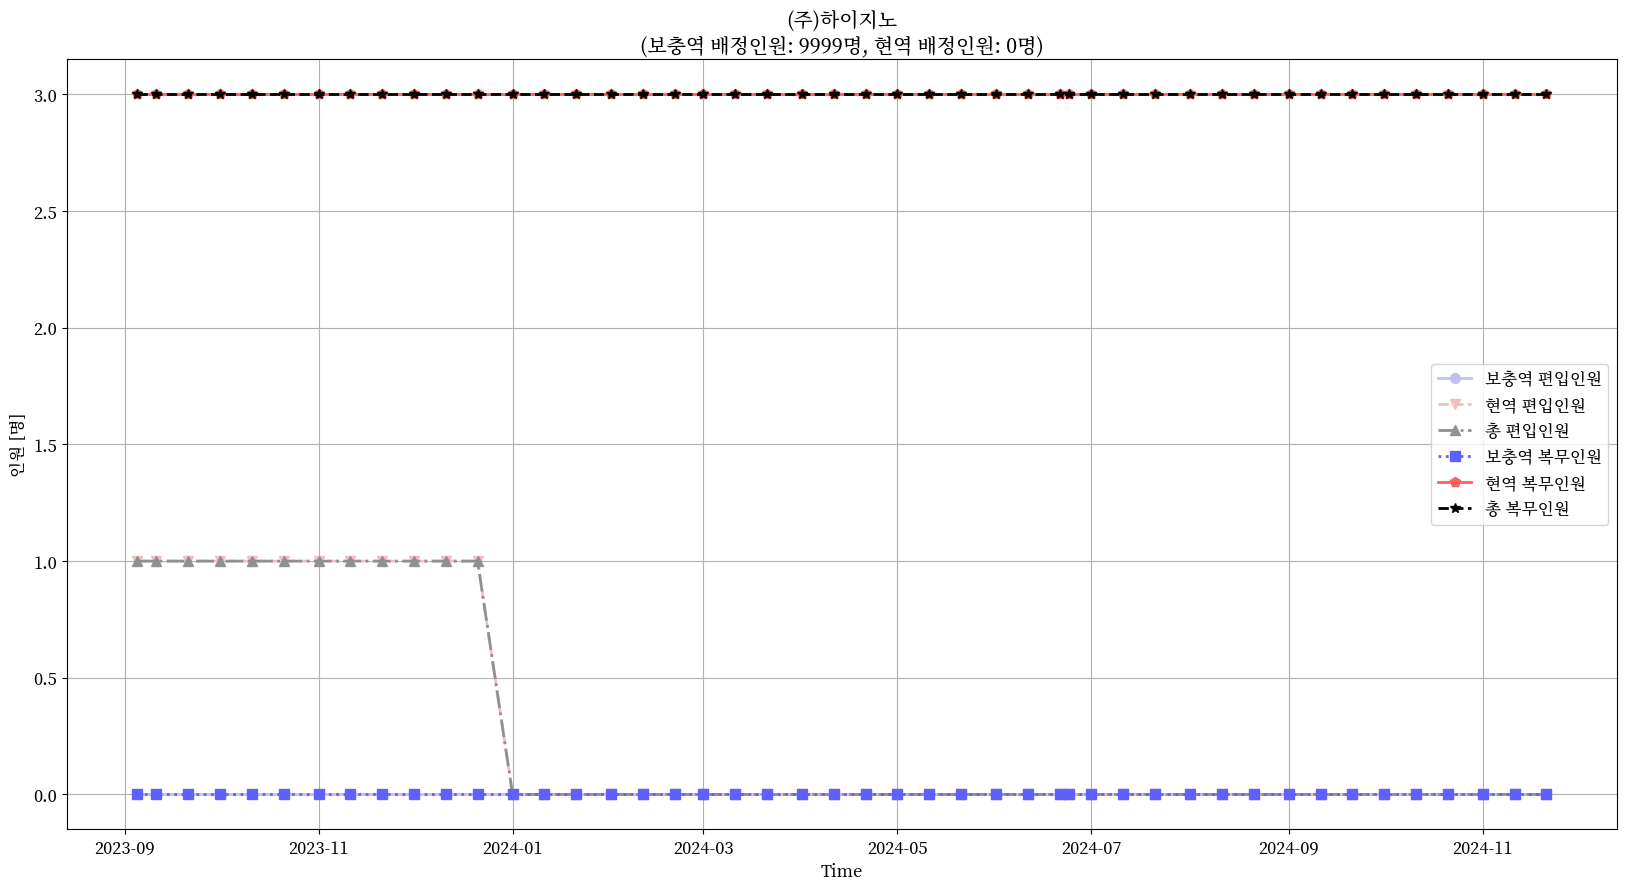 (주)하이지노
(보충역 배정인원: 9999명, 현역 배정인원: 0명)
3.0
2.5
2.0
1.5
1.0
0.5
0.0
인원 [명]
보충역 편입인원
현역 편입인원
총 편입인원
보충역 복무인원
현역 복무인원
총 복무인원
2023-09
2023-11
2024-01
2024-03
2024-05
2024-07
2024-09
2024-11
Time